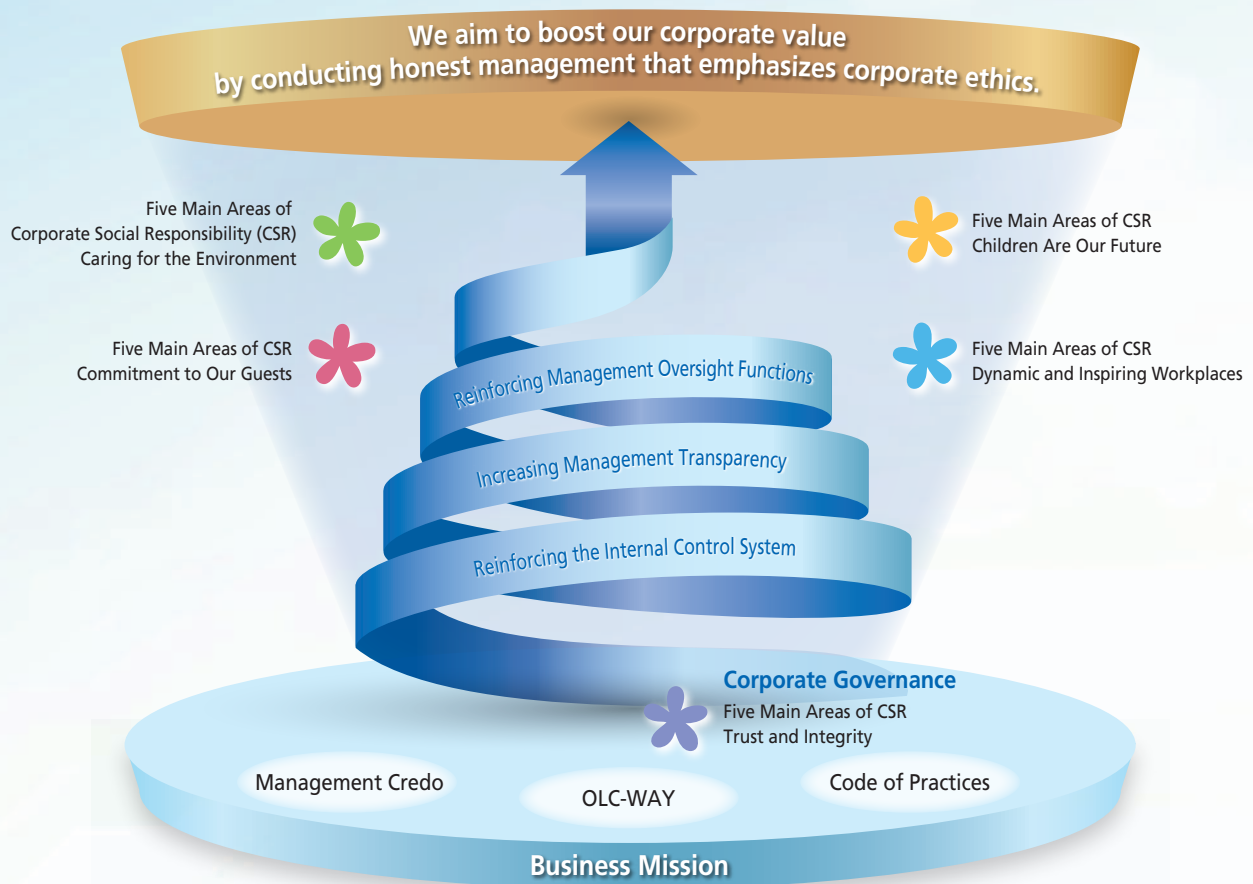 We aim to boost our corporate value
by conducting honest management that emphasizes corporate ethics.
Five Main Areas of
Corporate Social Responsibility (CSR)
Caring for the Environment
Five Main Areas of CSR
Children Are Our Future
Five Main Areas of CSR
Commitment to Our Guests
Five Main Areas of CSR
Dynamic and Inspiring Workplaces
Reinforcing Management Oversight Functions
Increasing Management Transparency
Reinforcing the Internal Control System
Corporate Governance
Five Main Areas of CSR
Trust and Integrity
Management Credo
OLC-WAY
Code of Practices
Business Mission